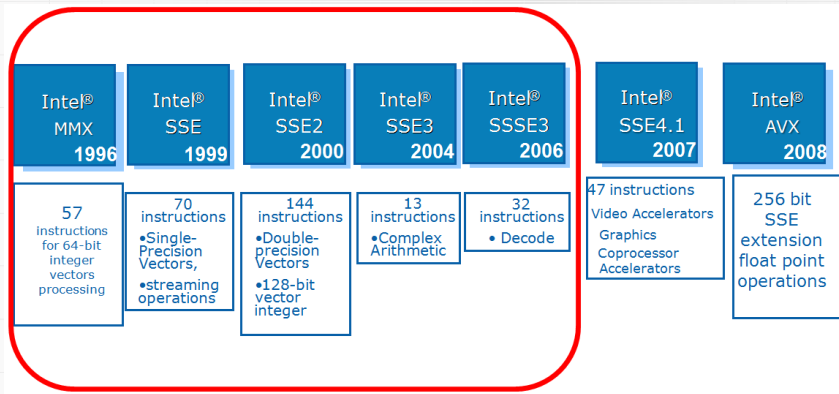 Intel®
MMX
1996
57
instructions
for 64-bit
integer
vectors
processing
Intel®
SSE
1999
70
instructions
•Single-
Precision
Vectors,
•streaming
operations
Intel®
SSE2
2000
144
instructions
•Double-
precision
Vectors
•128-bit
vector
integer
Intel®
SSE3
2004
13
instructions
•Complex
Arithmetic
Intel®
SSSE3
2006
32
instructions
• Decode
Intel®
SSE4.1
2007
47 instructions
Video Accelerators
Graphics
Coprocessor
Accelerators
Intel®
AVX
2008
256 bit
SSE
extension
float point
operations